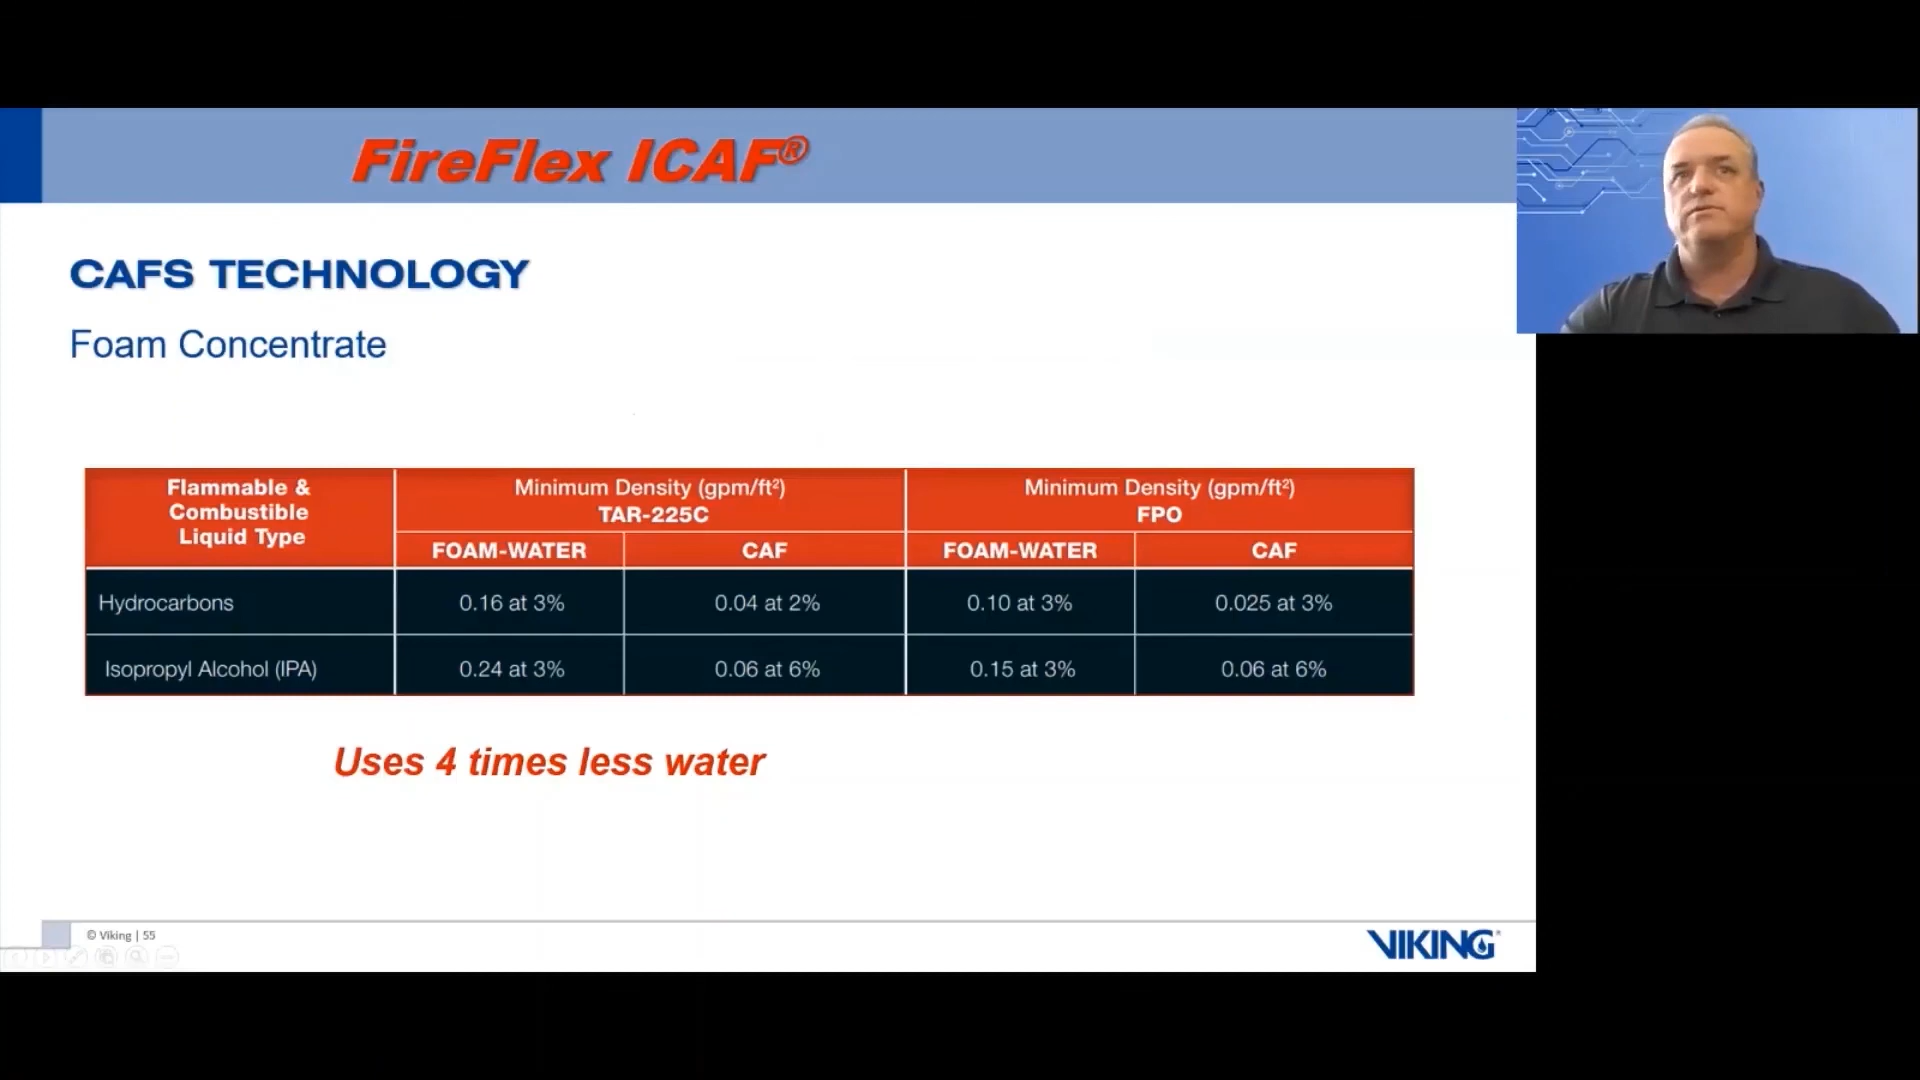 FireFlex ICAF®
CAFS TECHNOLOGY
Foam Concentrate
Flammable &
Combustible
Liquid Type
Minimum Density (gpm/ft²)
TAR-225C
Minimum Density (gpm/ft²)
FPO
FOAM-WATER CAF FOAM-WATER CAF
Hydrocarbons 0.16 at 3% 0.04 at 2% 0.10 at 3% 0.025 at 3%
Isopropyl Alcohol (IPA) 0.24 at 3% 0.06 at 6% 0.15 at 3% 0.06 at 6%
Uses 4 times less water
© Viking | 55
VIKING®